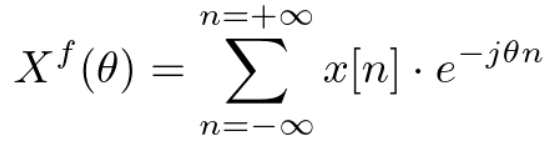 n=+∞
X^f(θ) = ∑ x[n] · e^{-jθn}
n=-∞